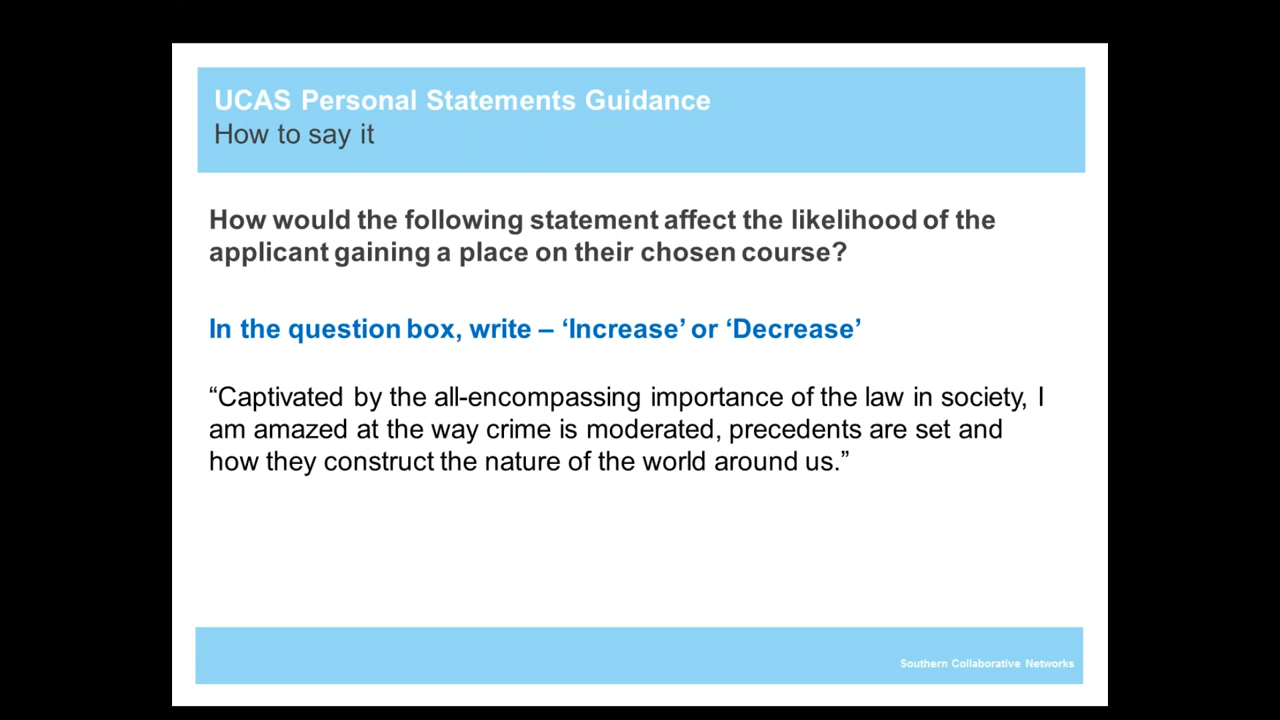 UCAS Personal Statements Guidance
How to say it
How would the following statement affect the likelihood of the
applicant gaining a place on their chosen course?
In the question box, write – ‘Increase’ or ‘Decrease’
“Captivated by the all-encompassing importance of the law in society, I
am amazed at the way crime is moderated, precedents are set and
how they construct the nature of the world around us.”
Southern Collaborative Networks